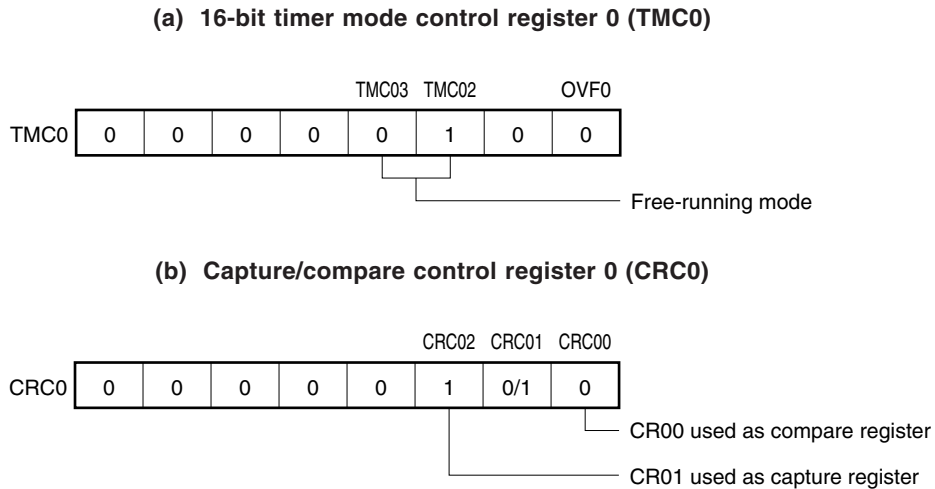 (a) 16-bit timer mode control register 0 (TMC0)
TMC03 TMC02 OVF0
TMC0 0 0 0 0 0 1 0 0
Free-running mode
(b) Capture/compare control register 0 (CRC0)
CRC02 CRC01 CRC00
CRC0 0 0 0 0 0 1 0/1 0
CR00 used as compare register
CR01 used as capture register